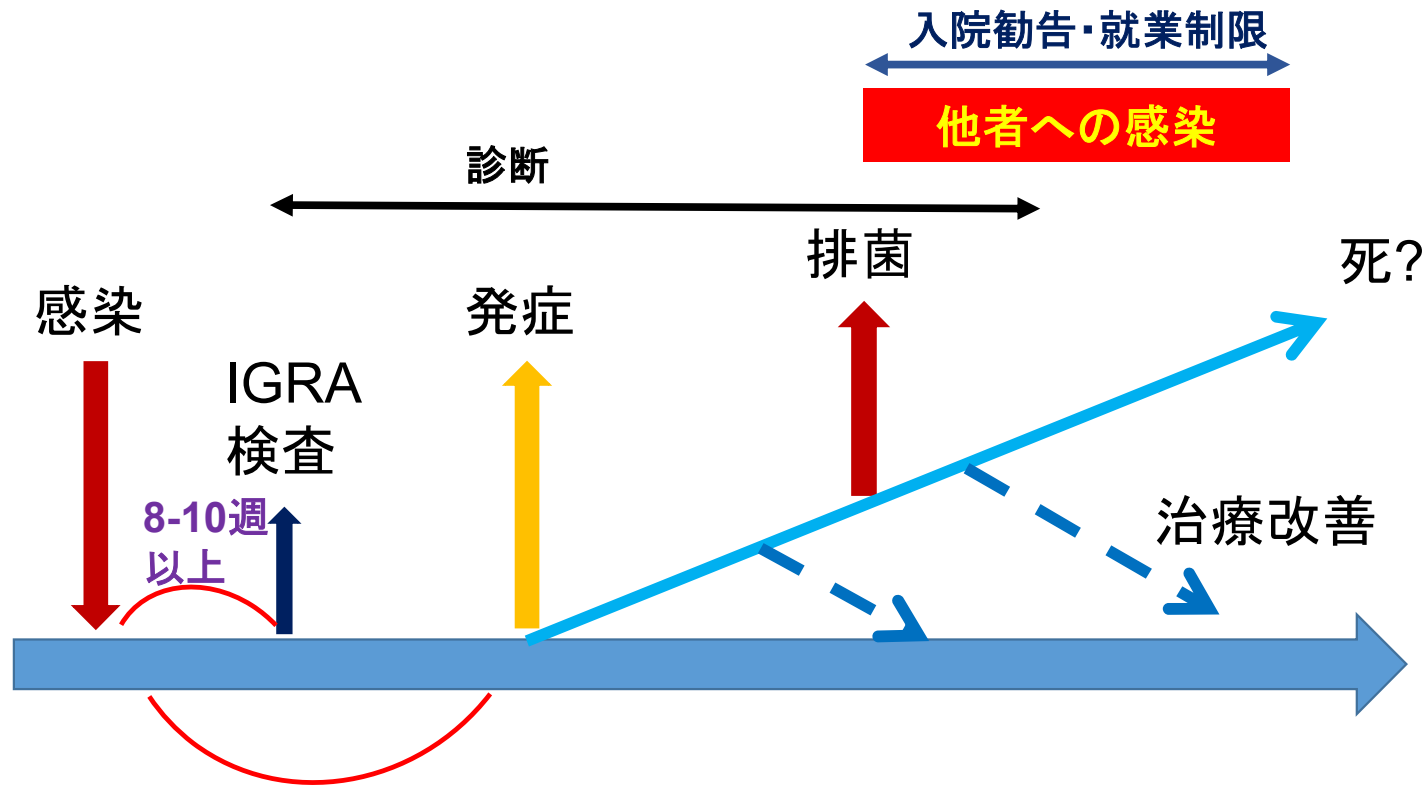 入院勧告・就業制限
他者への感染
診断
排菌
死?
感染
発症
IGRA
検査
8-10週
以上
治療改善